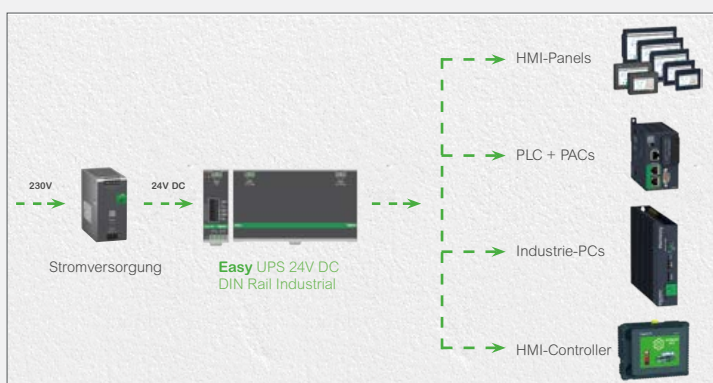 HMI-Panels
PLC + PACs
230V
24V DC
Stromversorgung
Easy UPS 24V DC
DIN Rail Industrial
Industrie-PCs
HMI-Controller